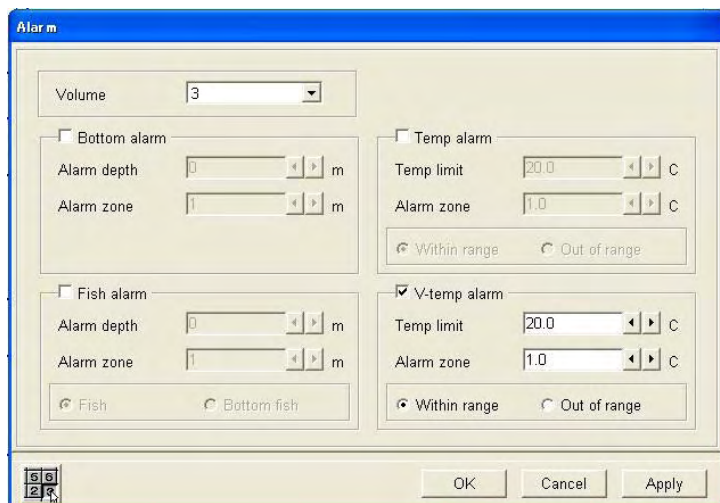 Alarm
Volume 3
Bottom alarm
Alarm depth 0 m
Alarm zone 1 m
Temp alarm
Temp limit 20.0 C
Alarm zone 1.0 C
Within range Out of range
Fish alarm
Alarm depth 0 m
Alarm zone 1 m
Fish Bottom fish
V-temp alarm
Temp limit 20.0 C
Alarm zone 1.0 C
Within range Out of range
5 6
2
OK Cancel Apply